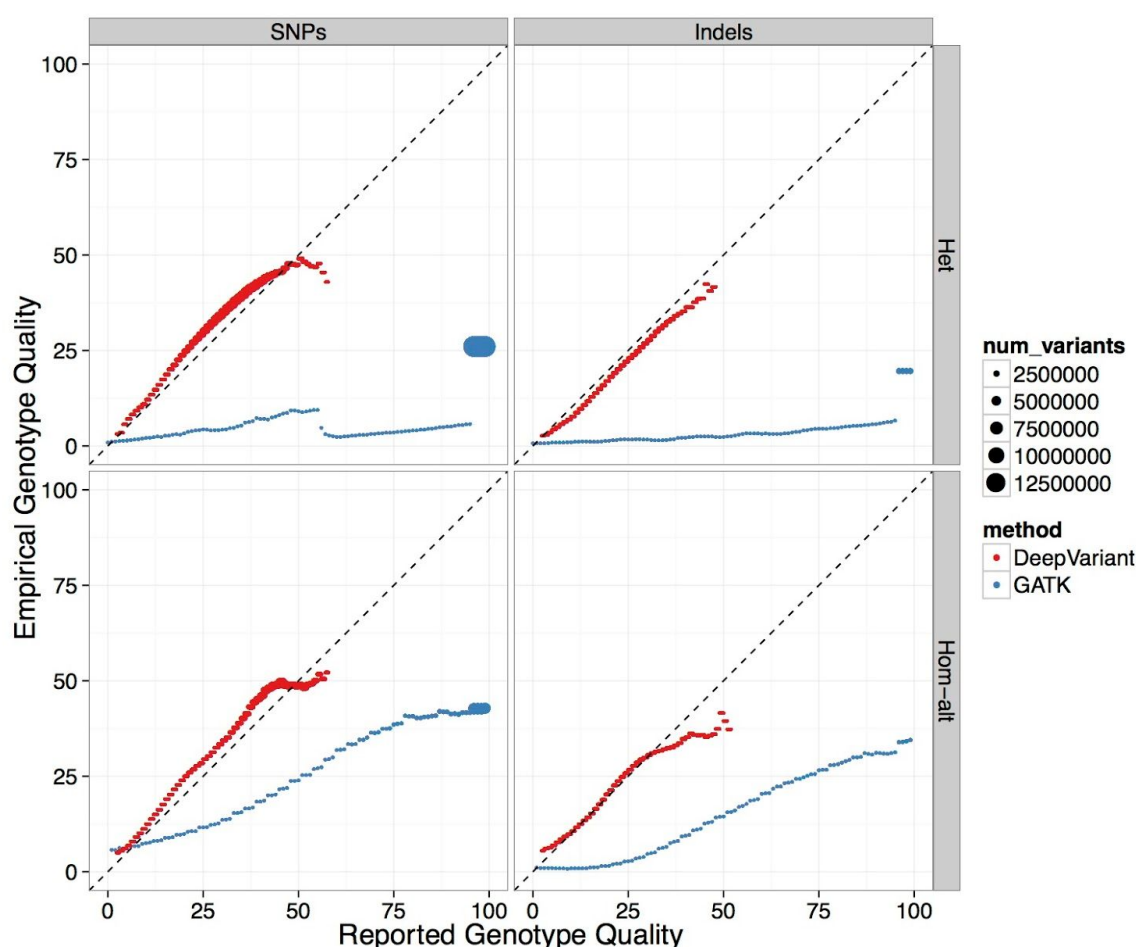 SNPs
Indels
100
75
50
25
0
Het
100
75
50
25
0
Hom-alt
Empirical Genotype Quality
0 25 50 75 100
0 25 50 75 100
Reported Genotype Quality
num_variants
2500000
5000000
7500000
10000000
12500000
method
DeepVariant
GATK